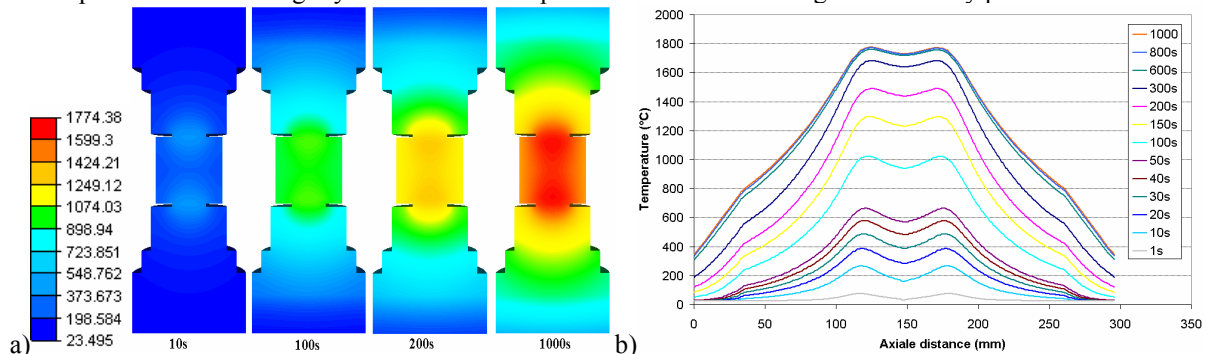 1774.38
1599.3
1424.21
1249.12
1074.03
898.94
723.851
548.762
373.673
198.584
23.495
a)
10s
100s
200s
1000s
b)
Temperature (°C)
2000
1800
1600
1400
1200
1000
800
600
400
200
0
0
50
100
150
200
250
300
350
Axiale distance (mm)
1000
800s
600s
300s
200s
150s
100s
50s
40s
30s
20s
10s
1s